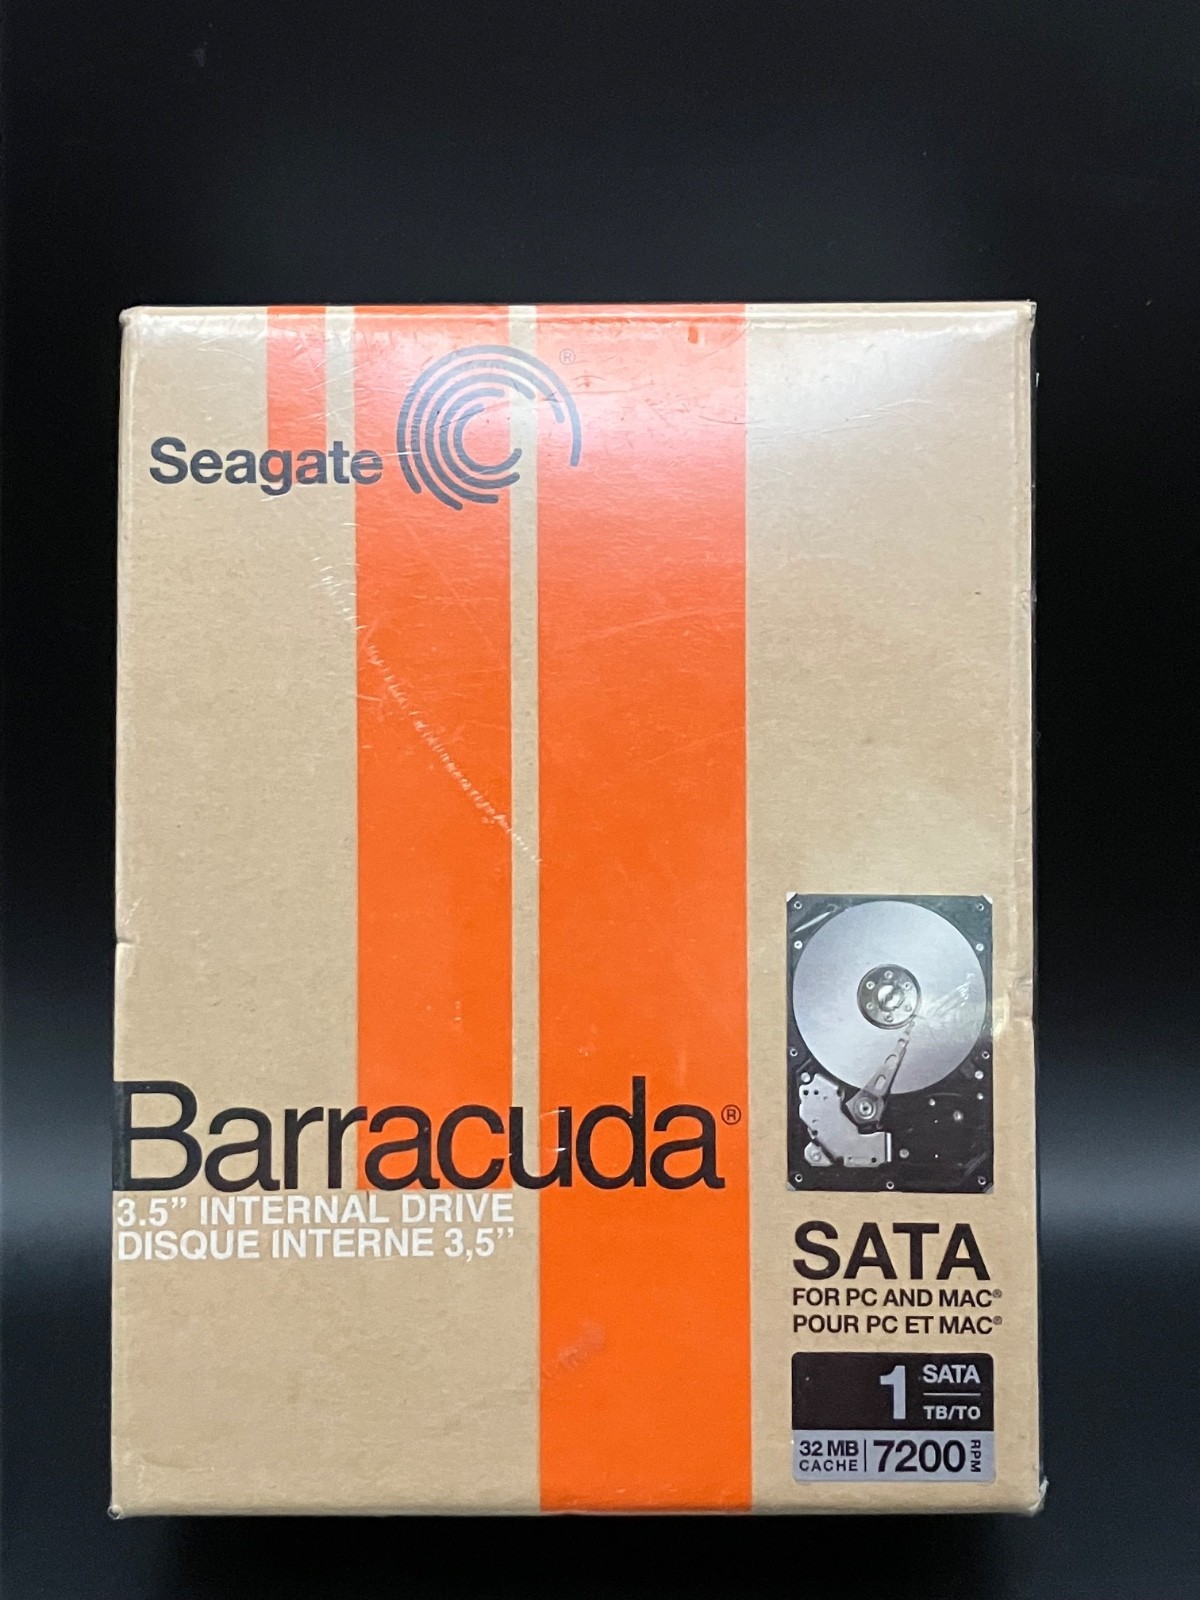 Seagate ®
Barracuda®
3.5” INTERNAL DRIVE
DISQUE INTERNE 3,5’’
SATA
FOR PC AND MAC®
POUR PC ET MAC®
1 SATA
TB/TO
32 MB
CACHE
7200 RPM